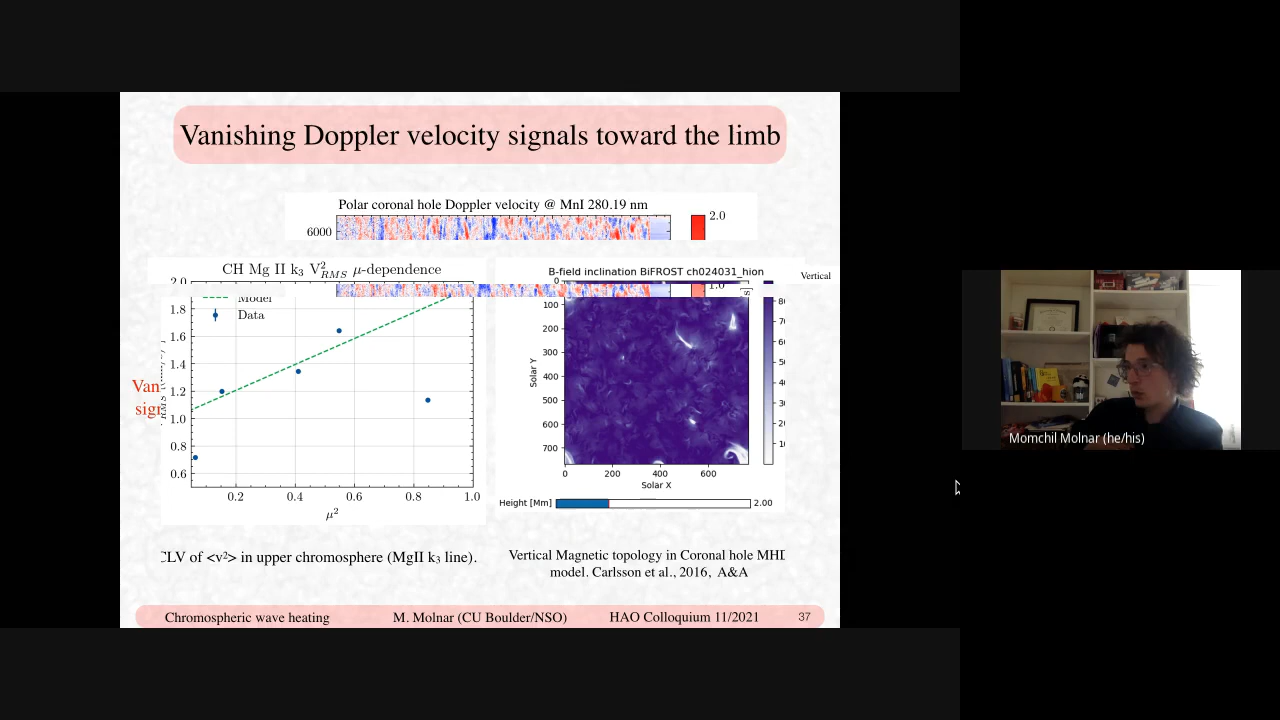 Vanishing Doppler velocity signals toward the limb
Polar coronal hole Doppler velocity @ MnI 280.19 nm
2.0
6000
CH Mg II k₃ V²RMS μ-dependence
B-field inclination BiFROST ch024031_hion
Vertical
2.0
0
1.0
Model
1.8
Data
1.6
1.4
1.2
1.0
0.8
0.6
0.2
0.4
0.6
0.8
1.0
μ²
100
200
300
400
500
600
700
Solar Y
0
200
400
600
Solar X
10
Height [Mm]
2.00
CLV of <v²> in upper chromosphere (MgII k₃ line).
Vertical Magnetic topology in Coronal hole MHD
model. Carlsson et al., 2016, A&A
Chromospheric wave heating
M. Molnar (CU Boulder/NSO)
HAO Colloquium 11/2021
37
Momchil Molnar (he/his)